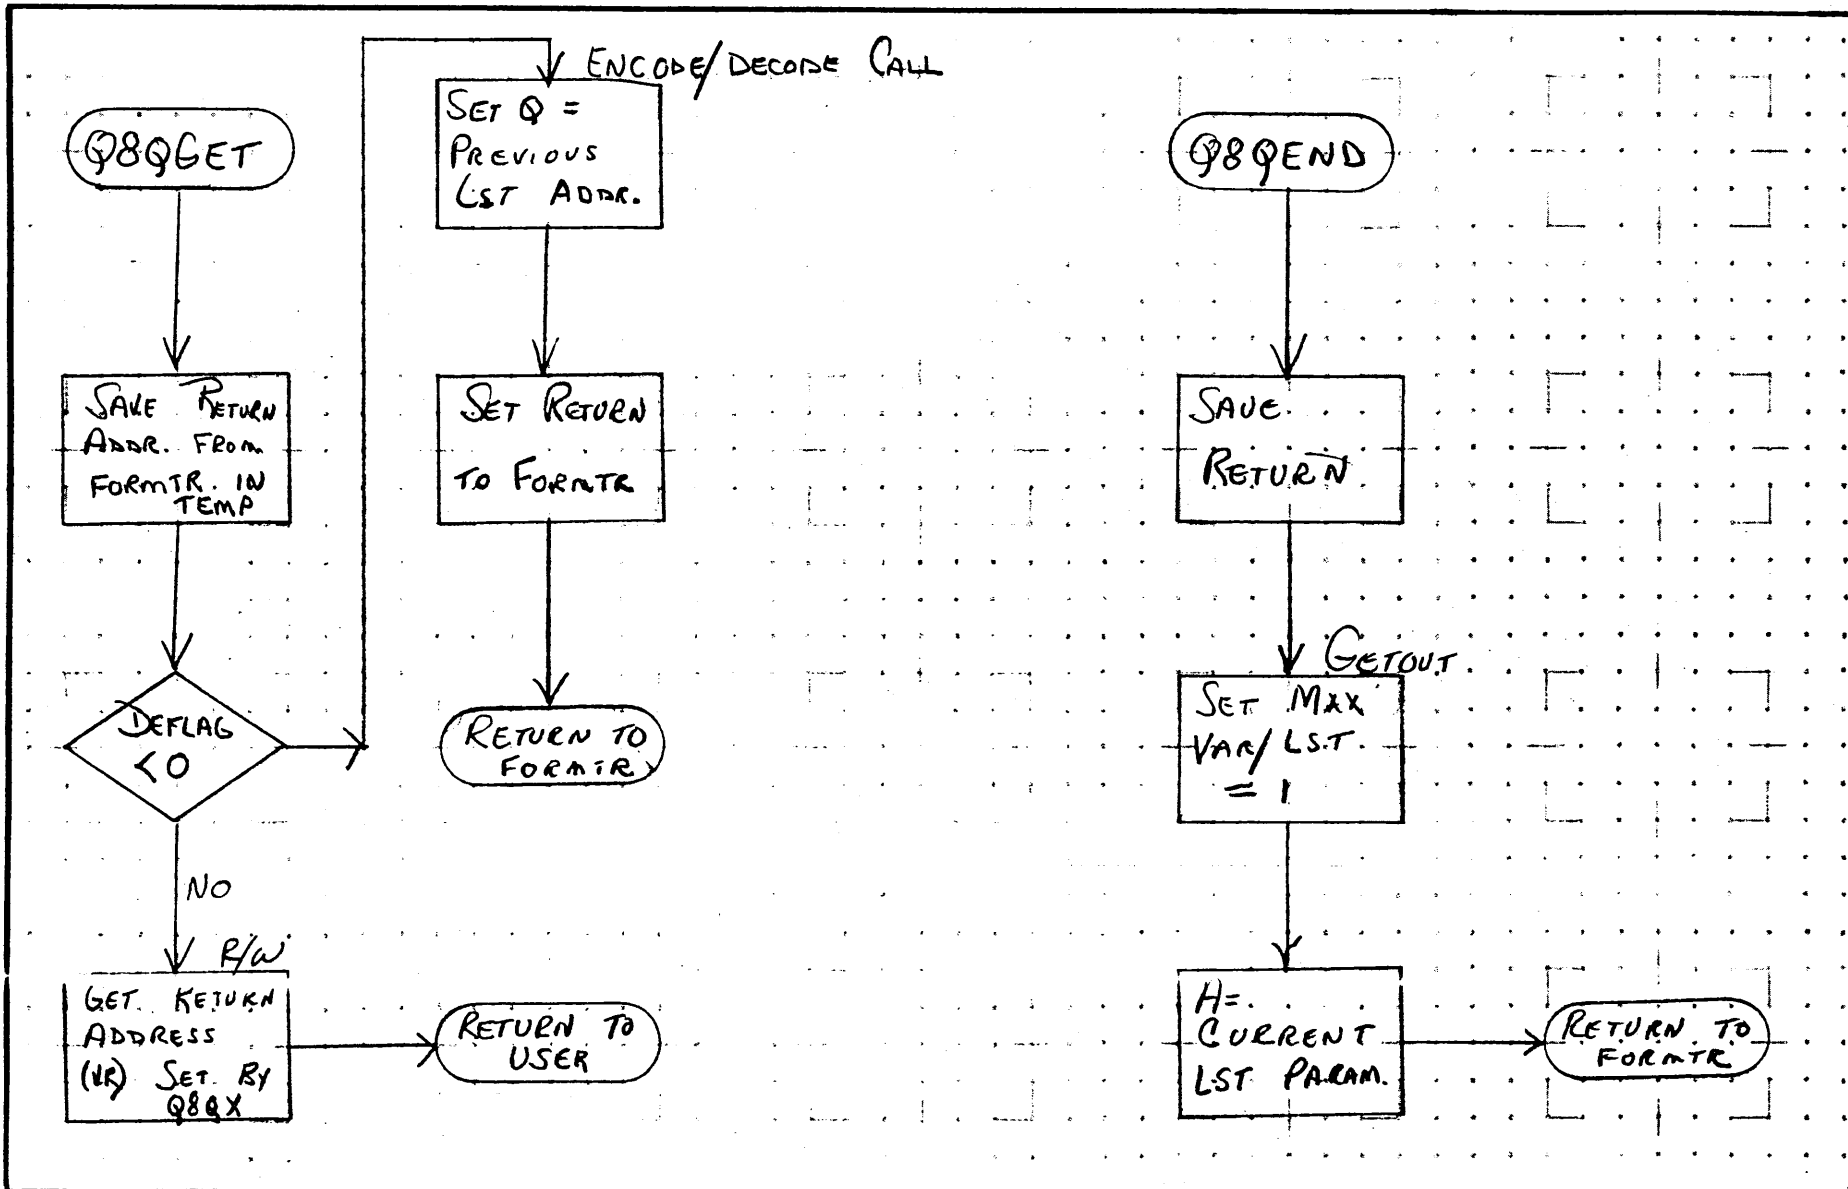 Q8QGET
SAVE RETURN
ADDR. FROM
FORMTR. IN
TEMP
DEFLAG
<0
NO
R/W
GET RETURN
ADDRESS
SET BY
Q8QX
RETURN TO
USER
ENCODE/DECODE CALL
SET Q =
PREVIOUS
LST ADDR.
SET RETURN
TO FORMTR
RETURN TO
FORMTR
Q8QEND
SAVE
RETURN
GETOUT
SET MAX
VAR/LST.
= 1
CURRENT
LST PARAM.
RETURN TO
FORMTR